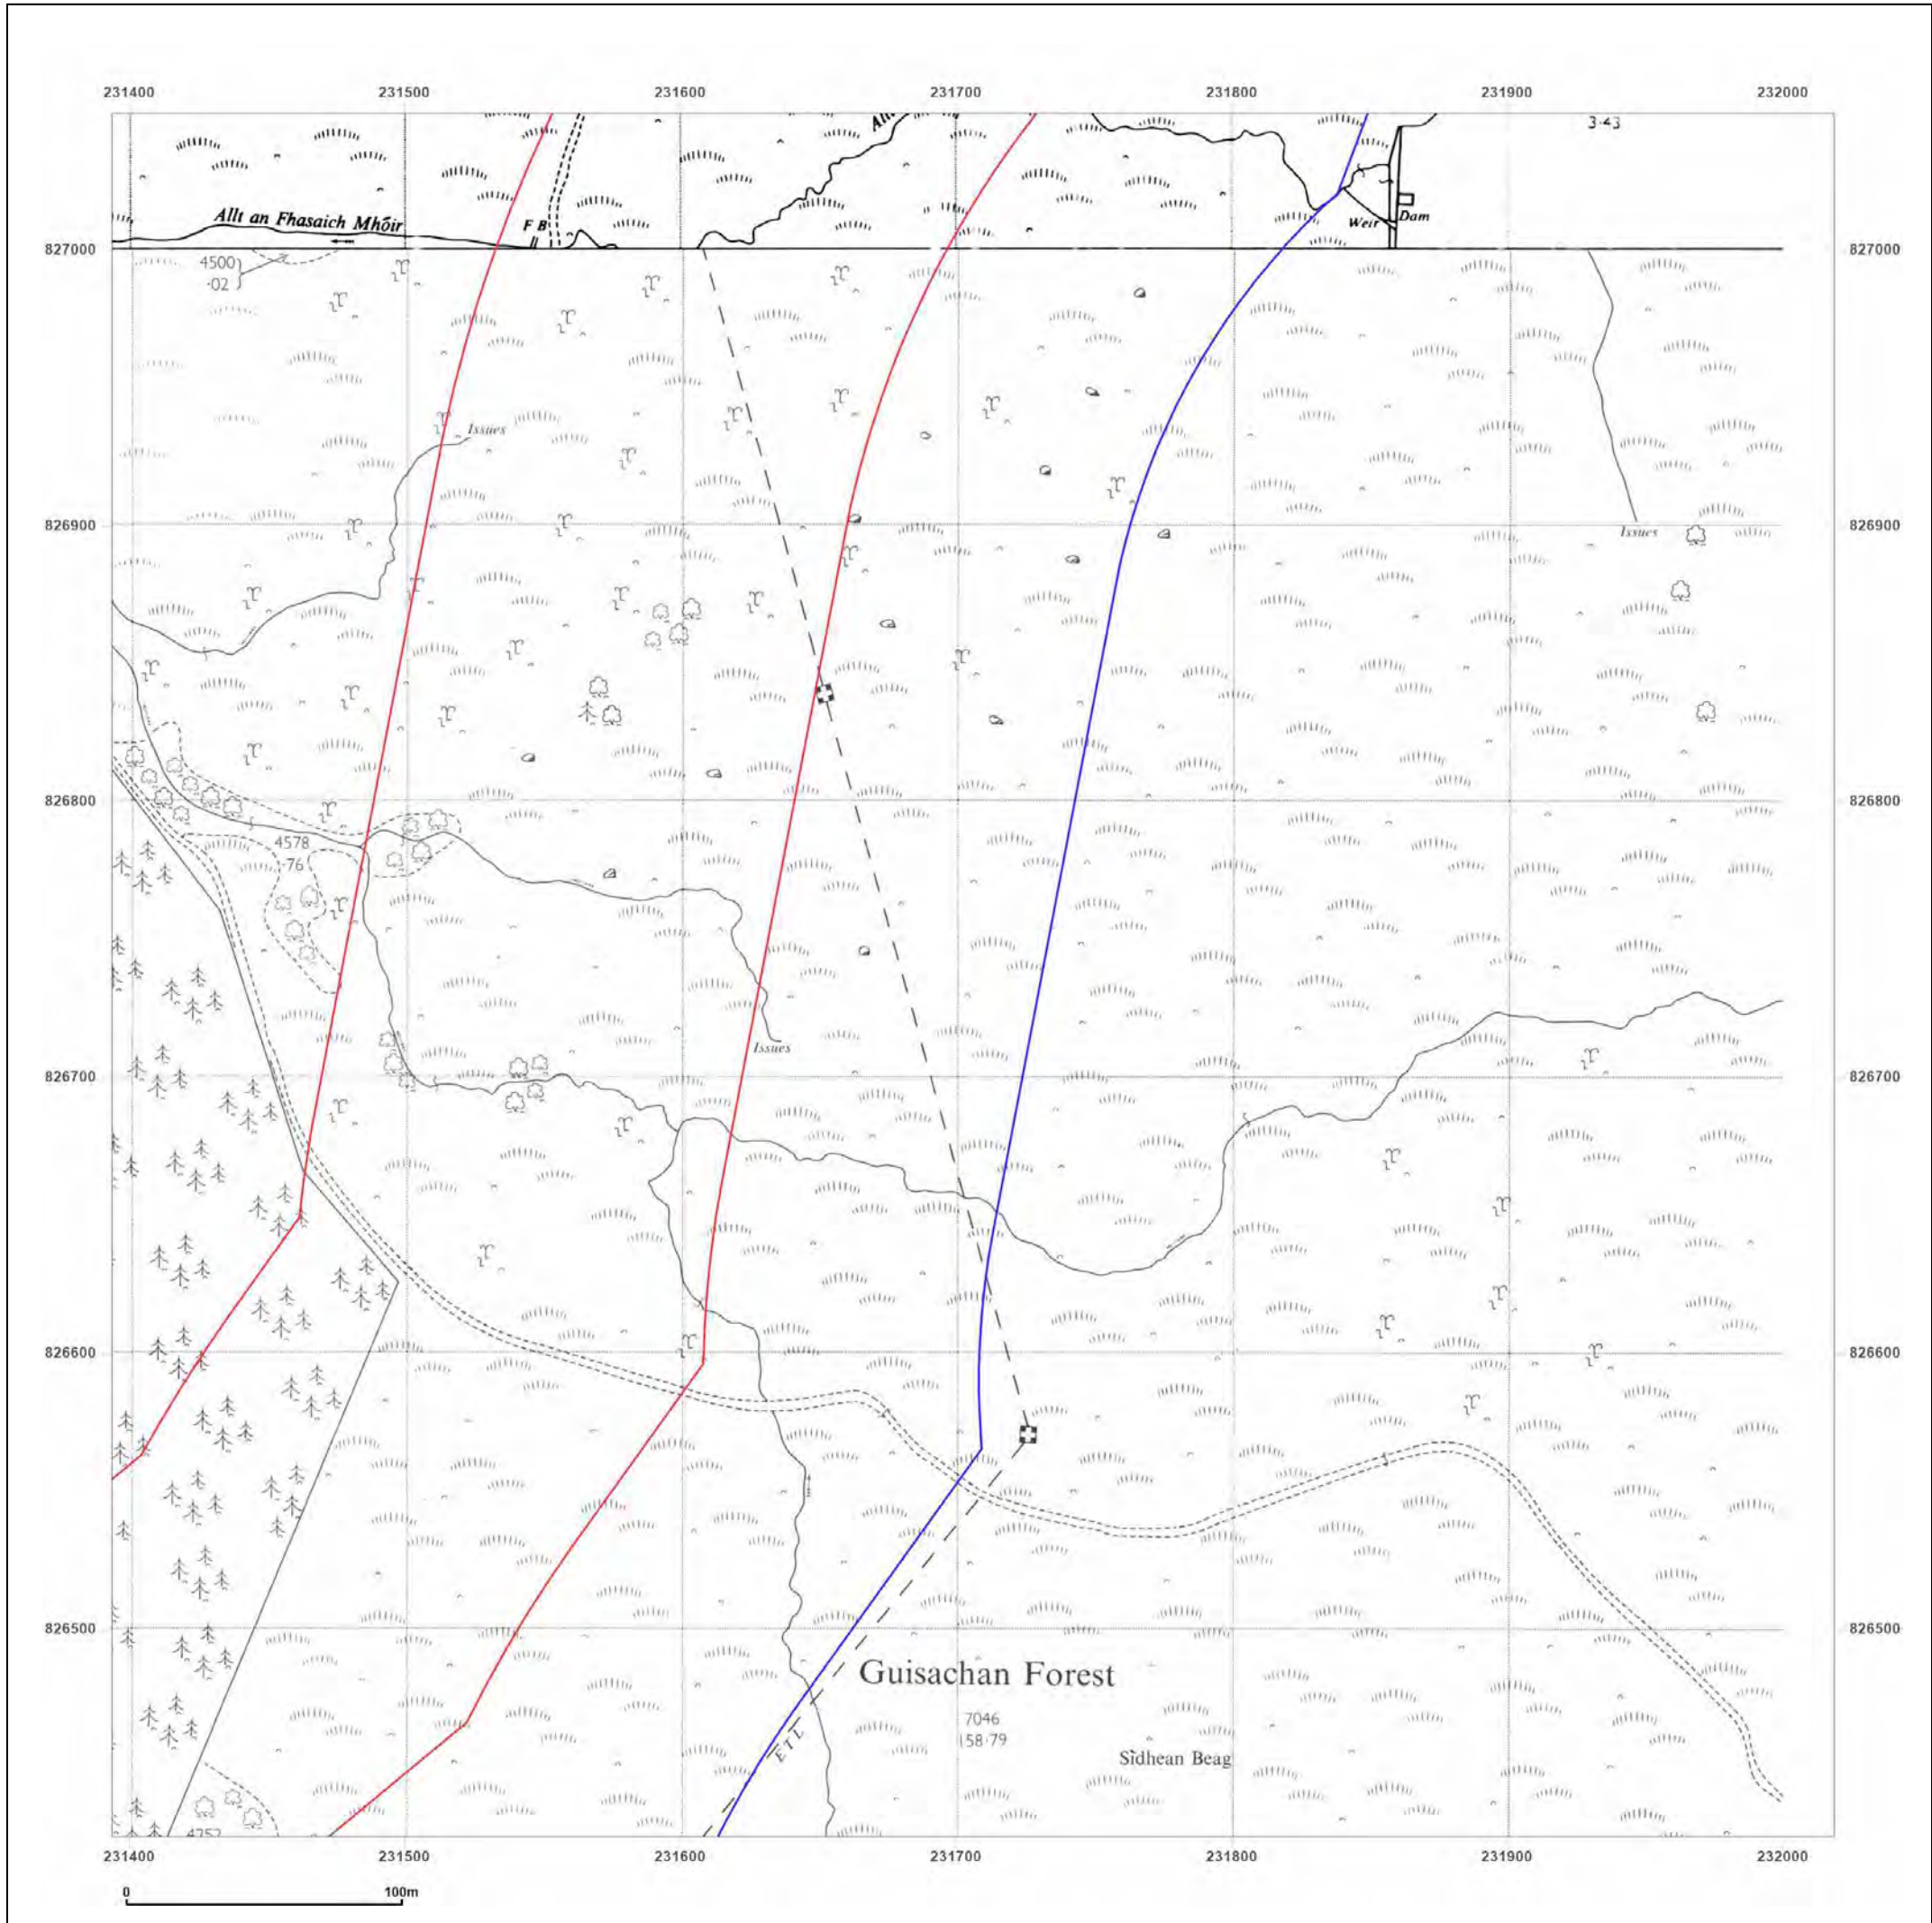 231400 231500 231600 231700 231800 231900 232000
3·43
Allt an Fhasaich Mhóir
F B
Weir
Dam
827000 827000
4500
·02
Issues
826900 826900
Issues
826800 826800
4578
·76
Issues
826700 826700
826600 826600
826500 826500
Guisachan Forest
7046
158·79
ETL
Sìdhean Beag
231400 231500 231600 231700 231800 231900 232000
0 100m